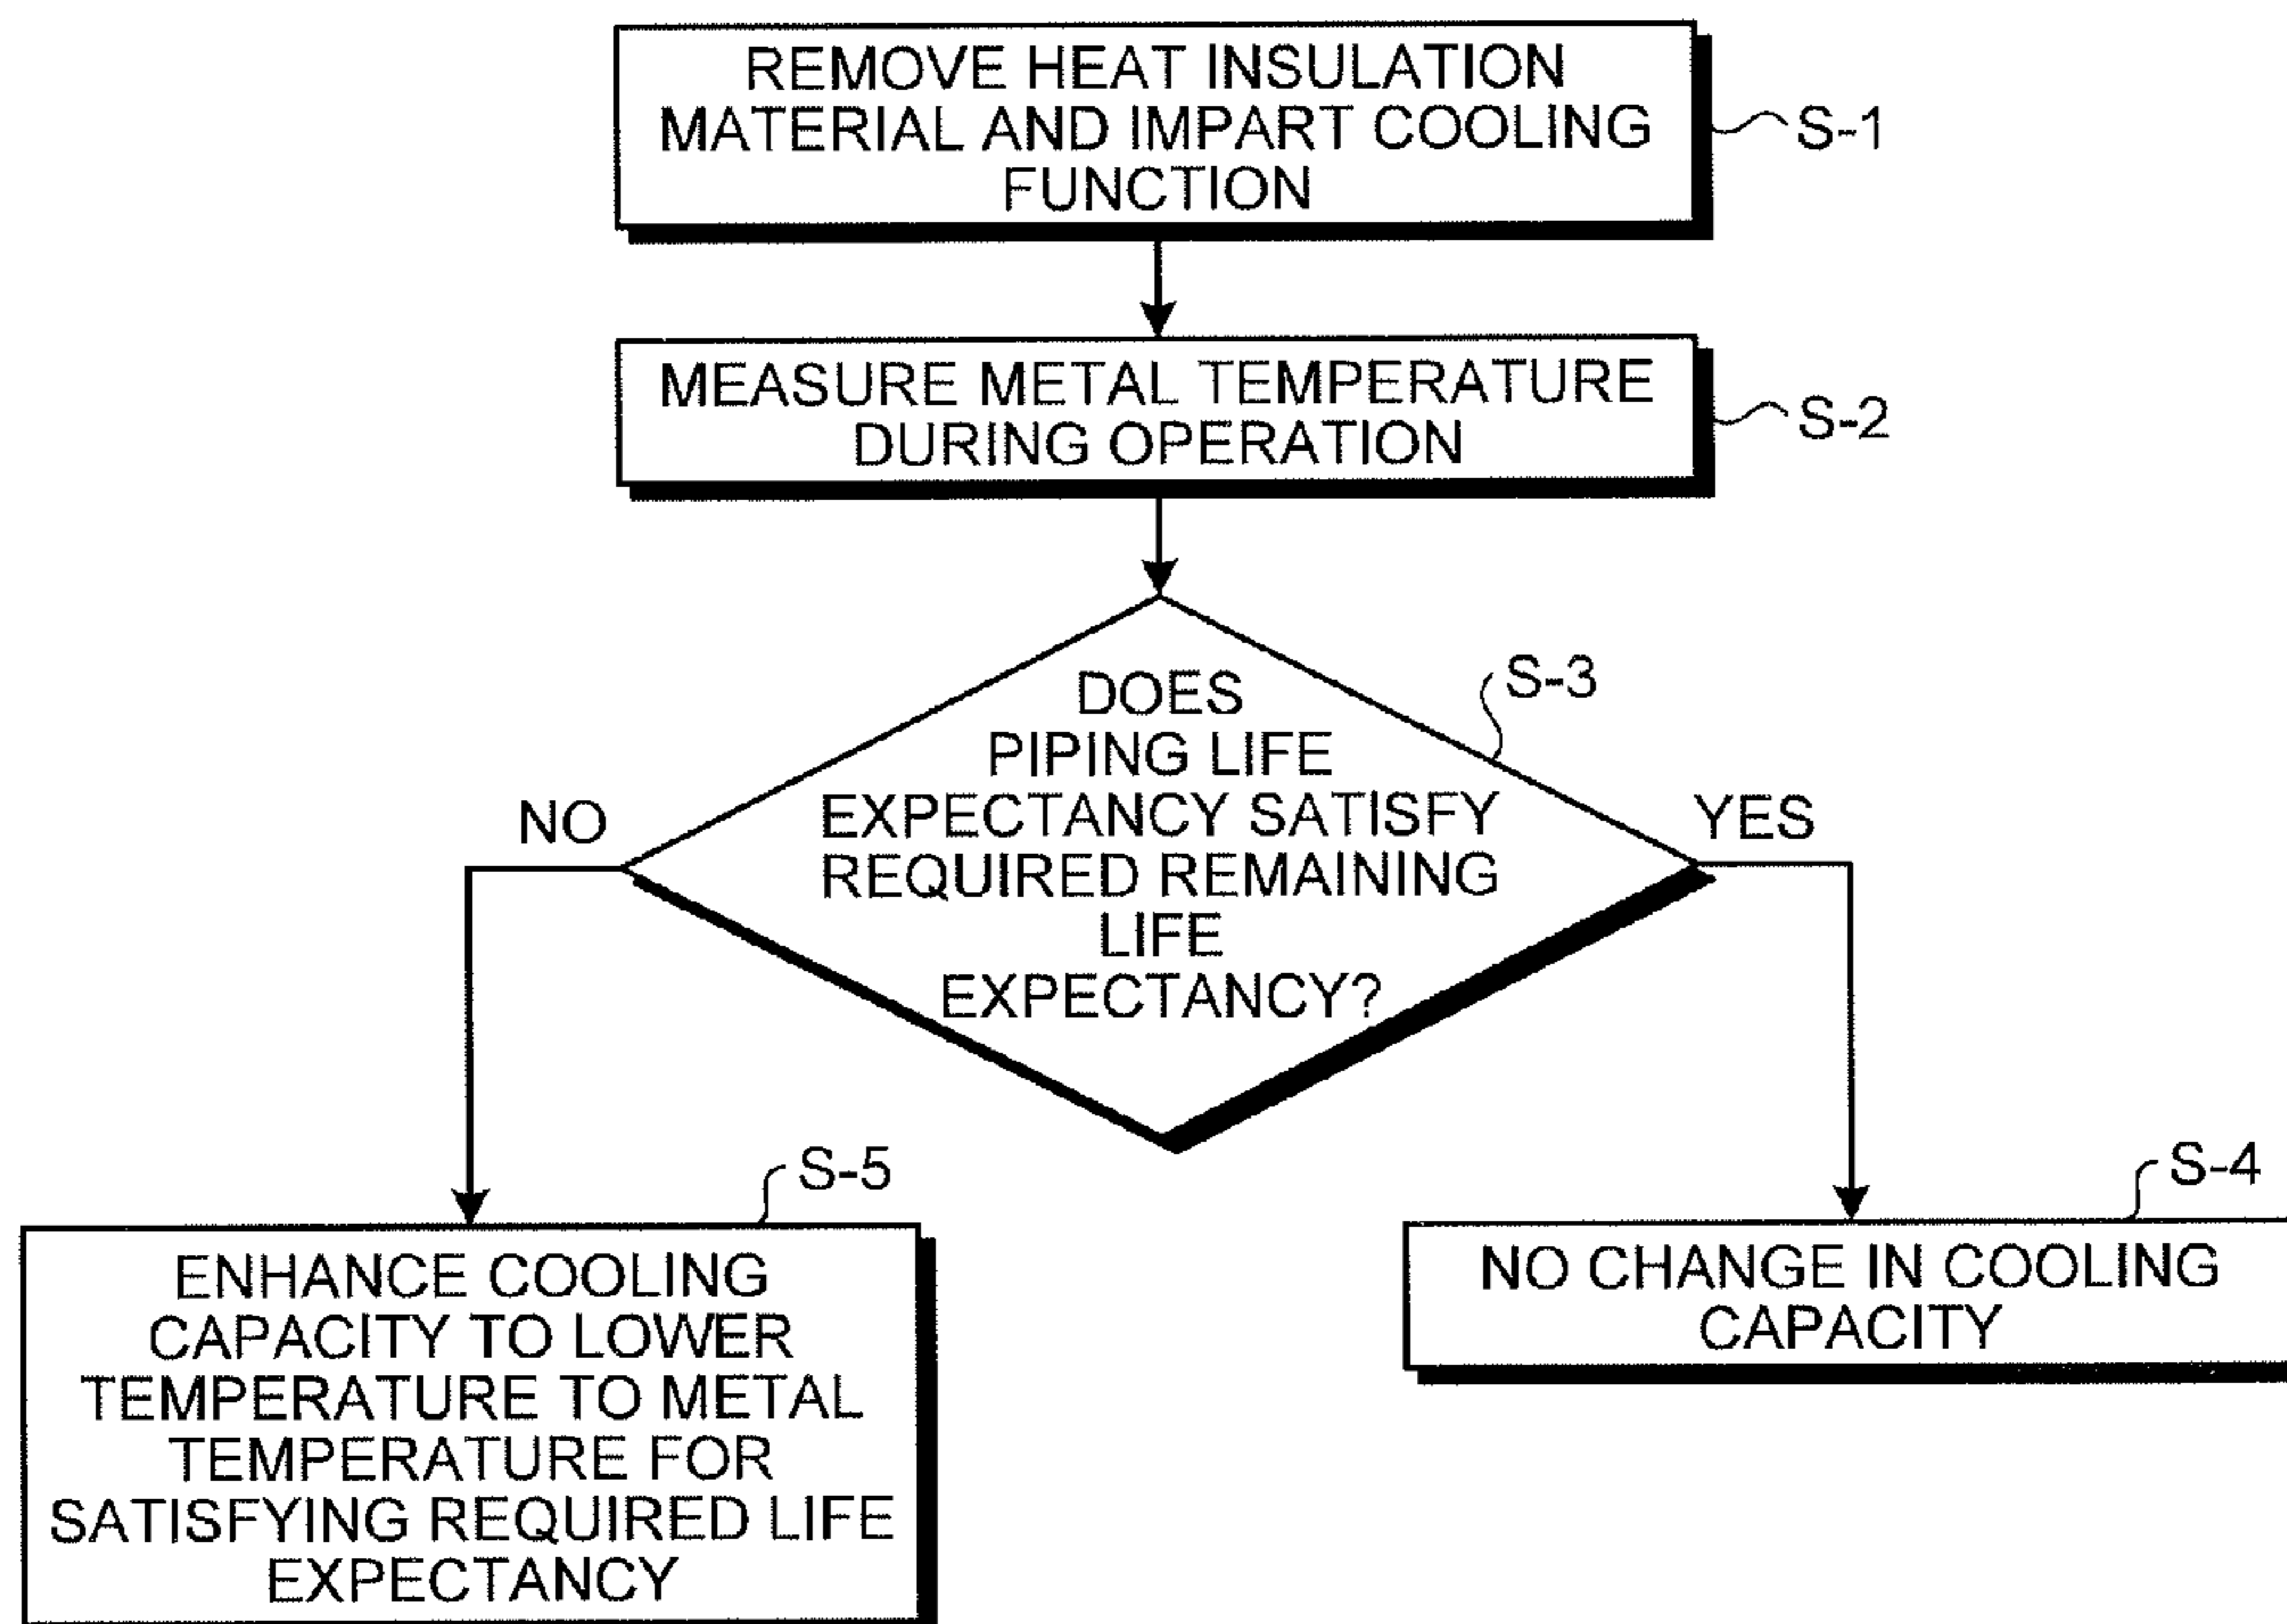 REMOVE HEAT INSULATION
MATERIAL AND IMPART COOLING
FUNCTION
S-1
MEASURE METAL TEMPERATURE
DURING OPERATION
S-2
DOES
PIPING LIFE
EXPECTANCY SATISFY
REQUIRED REMAINING
LIFE
EXPECTANCY?
S-3
NO
YES
S-5
ENHANCE COOLING
CAPACITY TO LOWER
TEMPERATURE TO METAL
TEMPERATURE FOR
SATISFYING REQUIRED LIFE
EXPECTANCY
S-4
NO CHANGE IN COOLING
CAPACITY